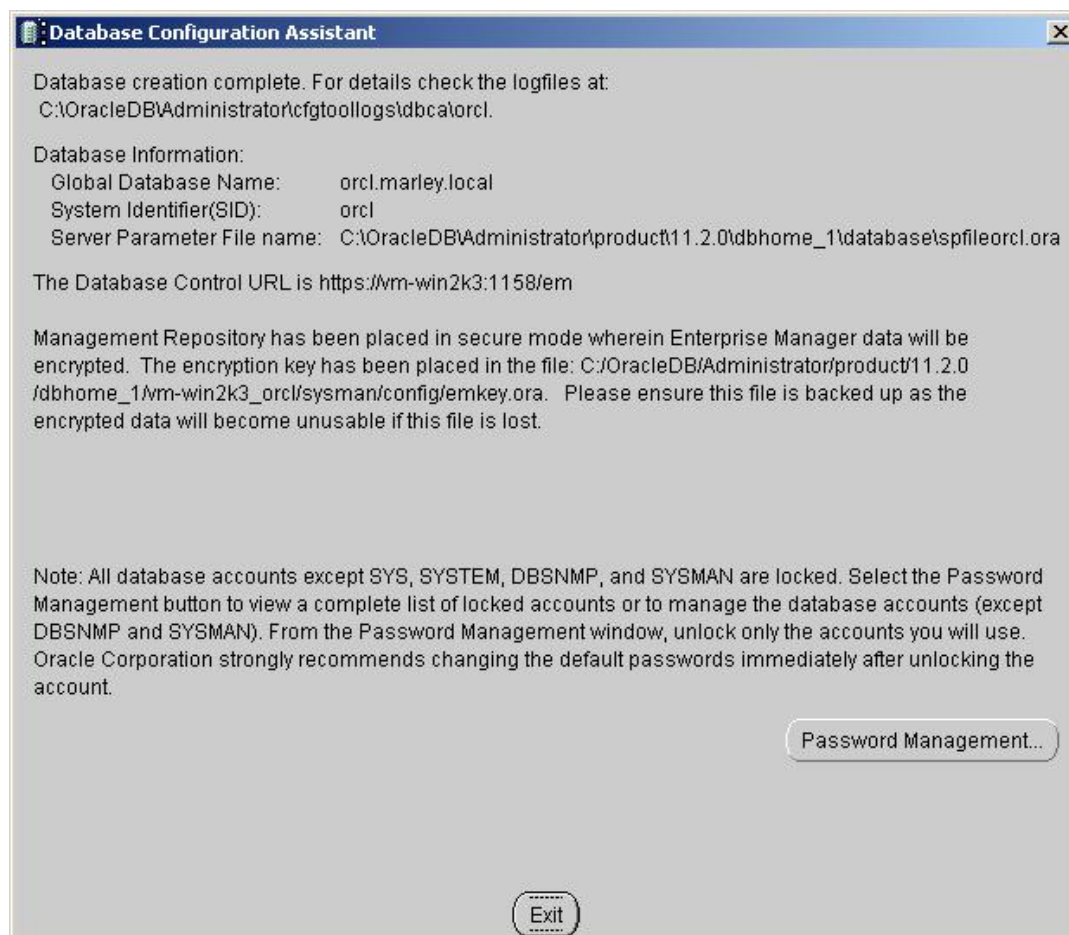 Database Configuration Assistant
Database creation complete. For details check the logfiles at:
C:\OracleDB\Administrator\cfgtoollogs\dbca\orcl.
Database Information:
Global Database Name: orcl.marley.local
System Identifier(SID): orcl
Server Parameter File name: C:\OracleDB\Administrator\product\11.2.0\dbhome_1\database\spfileorcl.ora
The Database Control URL is https://vm-win2k3:1158/em
Management Repository has been placed in secure mode wherein Enterprise Manager data will be
encrypted. The encryption key has been placed in the file: C:/OracleDB/Administrator/product/11.2.0
/dbhome_1/vm-win2k3_orcl/sysman/config/emkey.ora. Please ensure this file is backed up as the
encrypted data will become unusable if this file is lost.
Note: All database accounts except SYS, SYSTEM, DBSNMP, and SYSMAN are locked. Select the Password
Management button to view a complete list of locked accounts or to manage the database accounts (except
DBSNMP and SYSMAN). From the Password Management window, unlock only the accounts you will use.
Oracle Corporation strongly recommends changing the default passwords immediately after unlocking the
account.
Password Management...
Exit